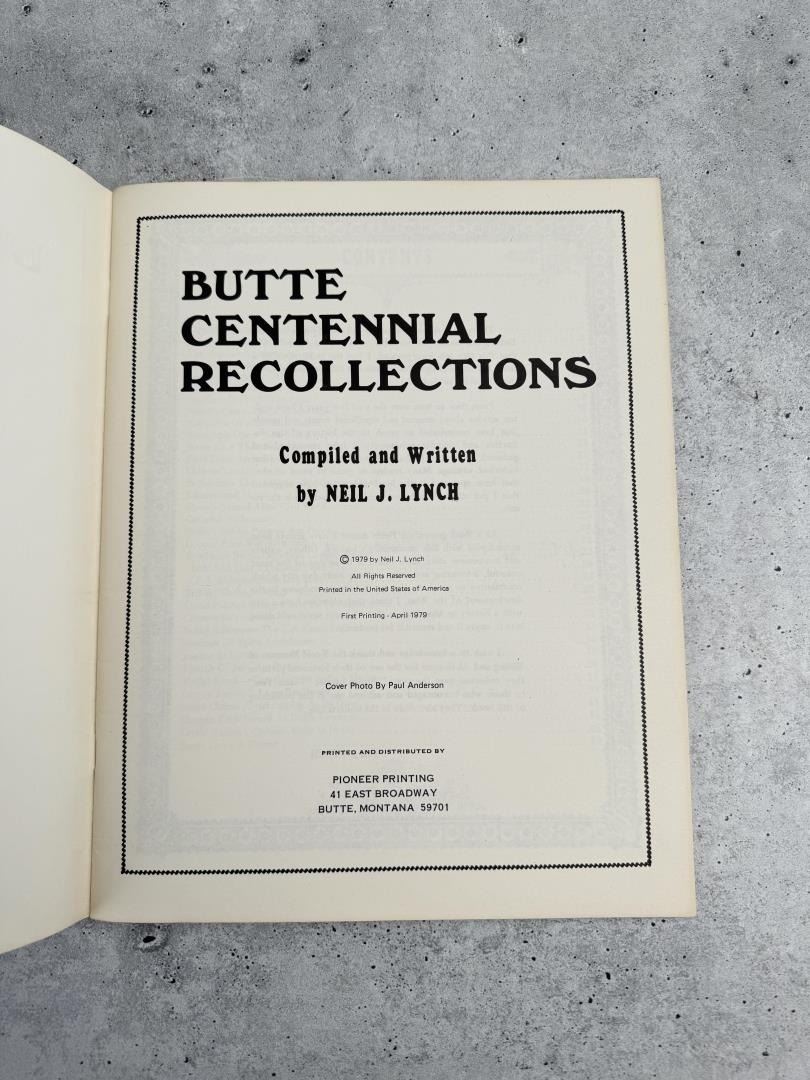 BUTTE
CENTENNIAL
RECOLLECTIONS
Compiled and Written
by NEIL J. LYNCH
© 1979 by Neil J. Lynch
All Rights Reserved
Printed in the United States of America
First Printing - April 1979
Cover Photo By Paul Anderson
PRINTED AND DISTRIBUTED BY
PIONEER PRINTING
41 EAST BROADWAY
BUTTE, MONTANA 59701